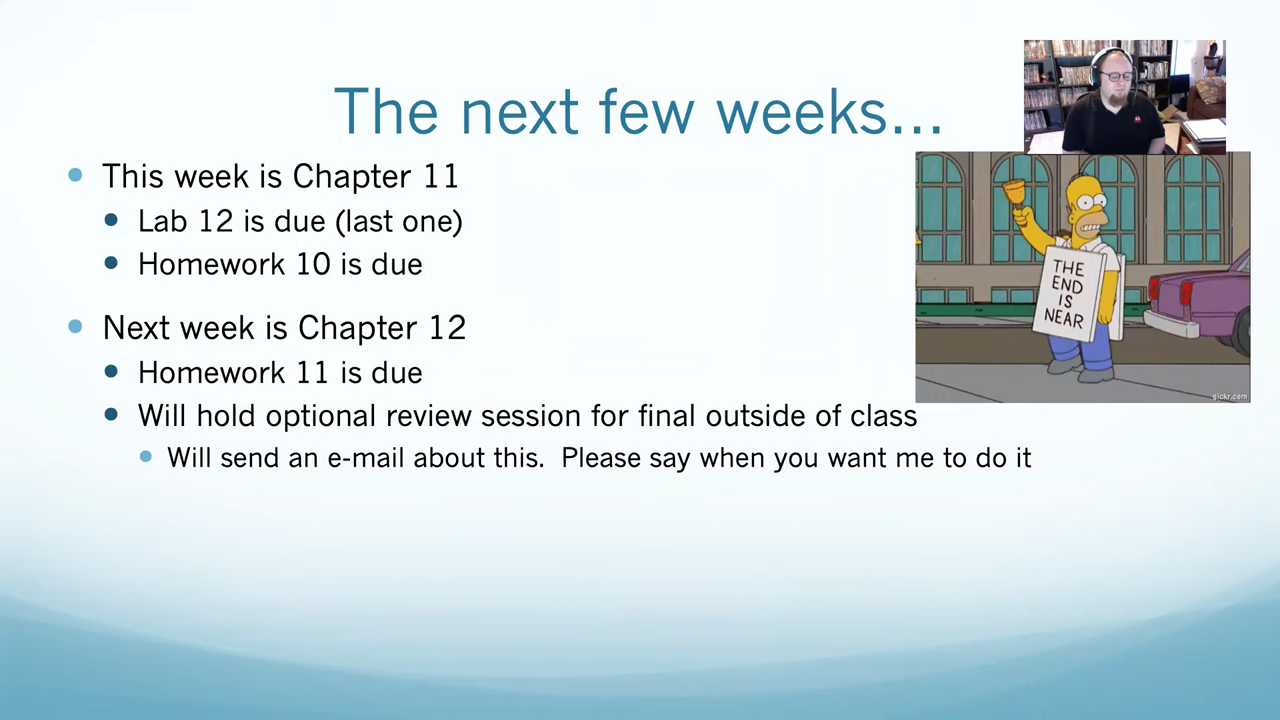 The next few weeks...
This week is Chapter 11
Lab 12 is due (last one)
Homework 10 is due
Next week is Chapter 12
Homework 11 is due
Will hold optional review session for final outside of class
Will send an e-mail about this.  Please say when you want me to do it
THE
END
IS
NEAR
gickr.com